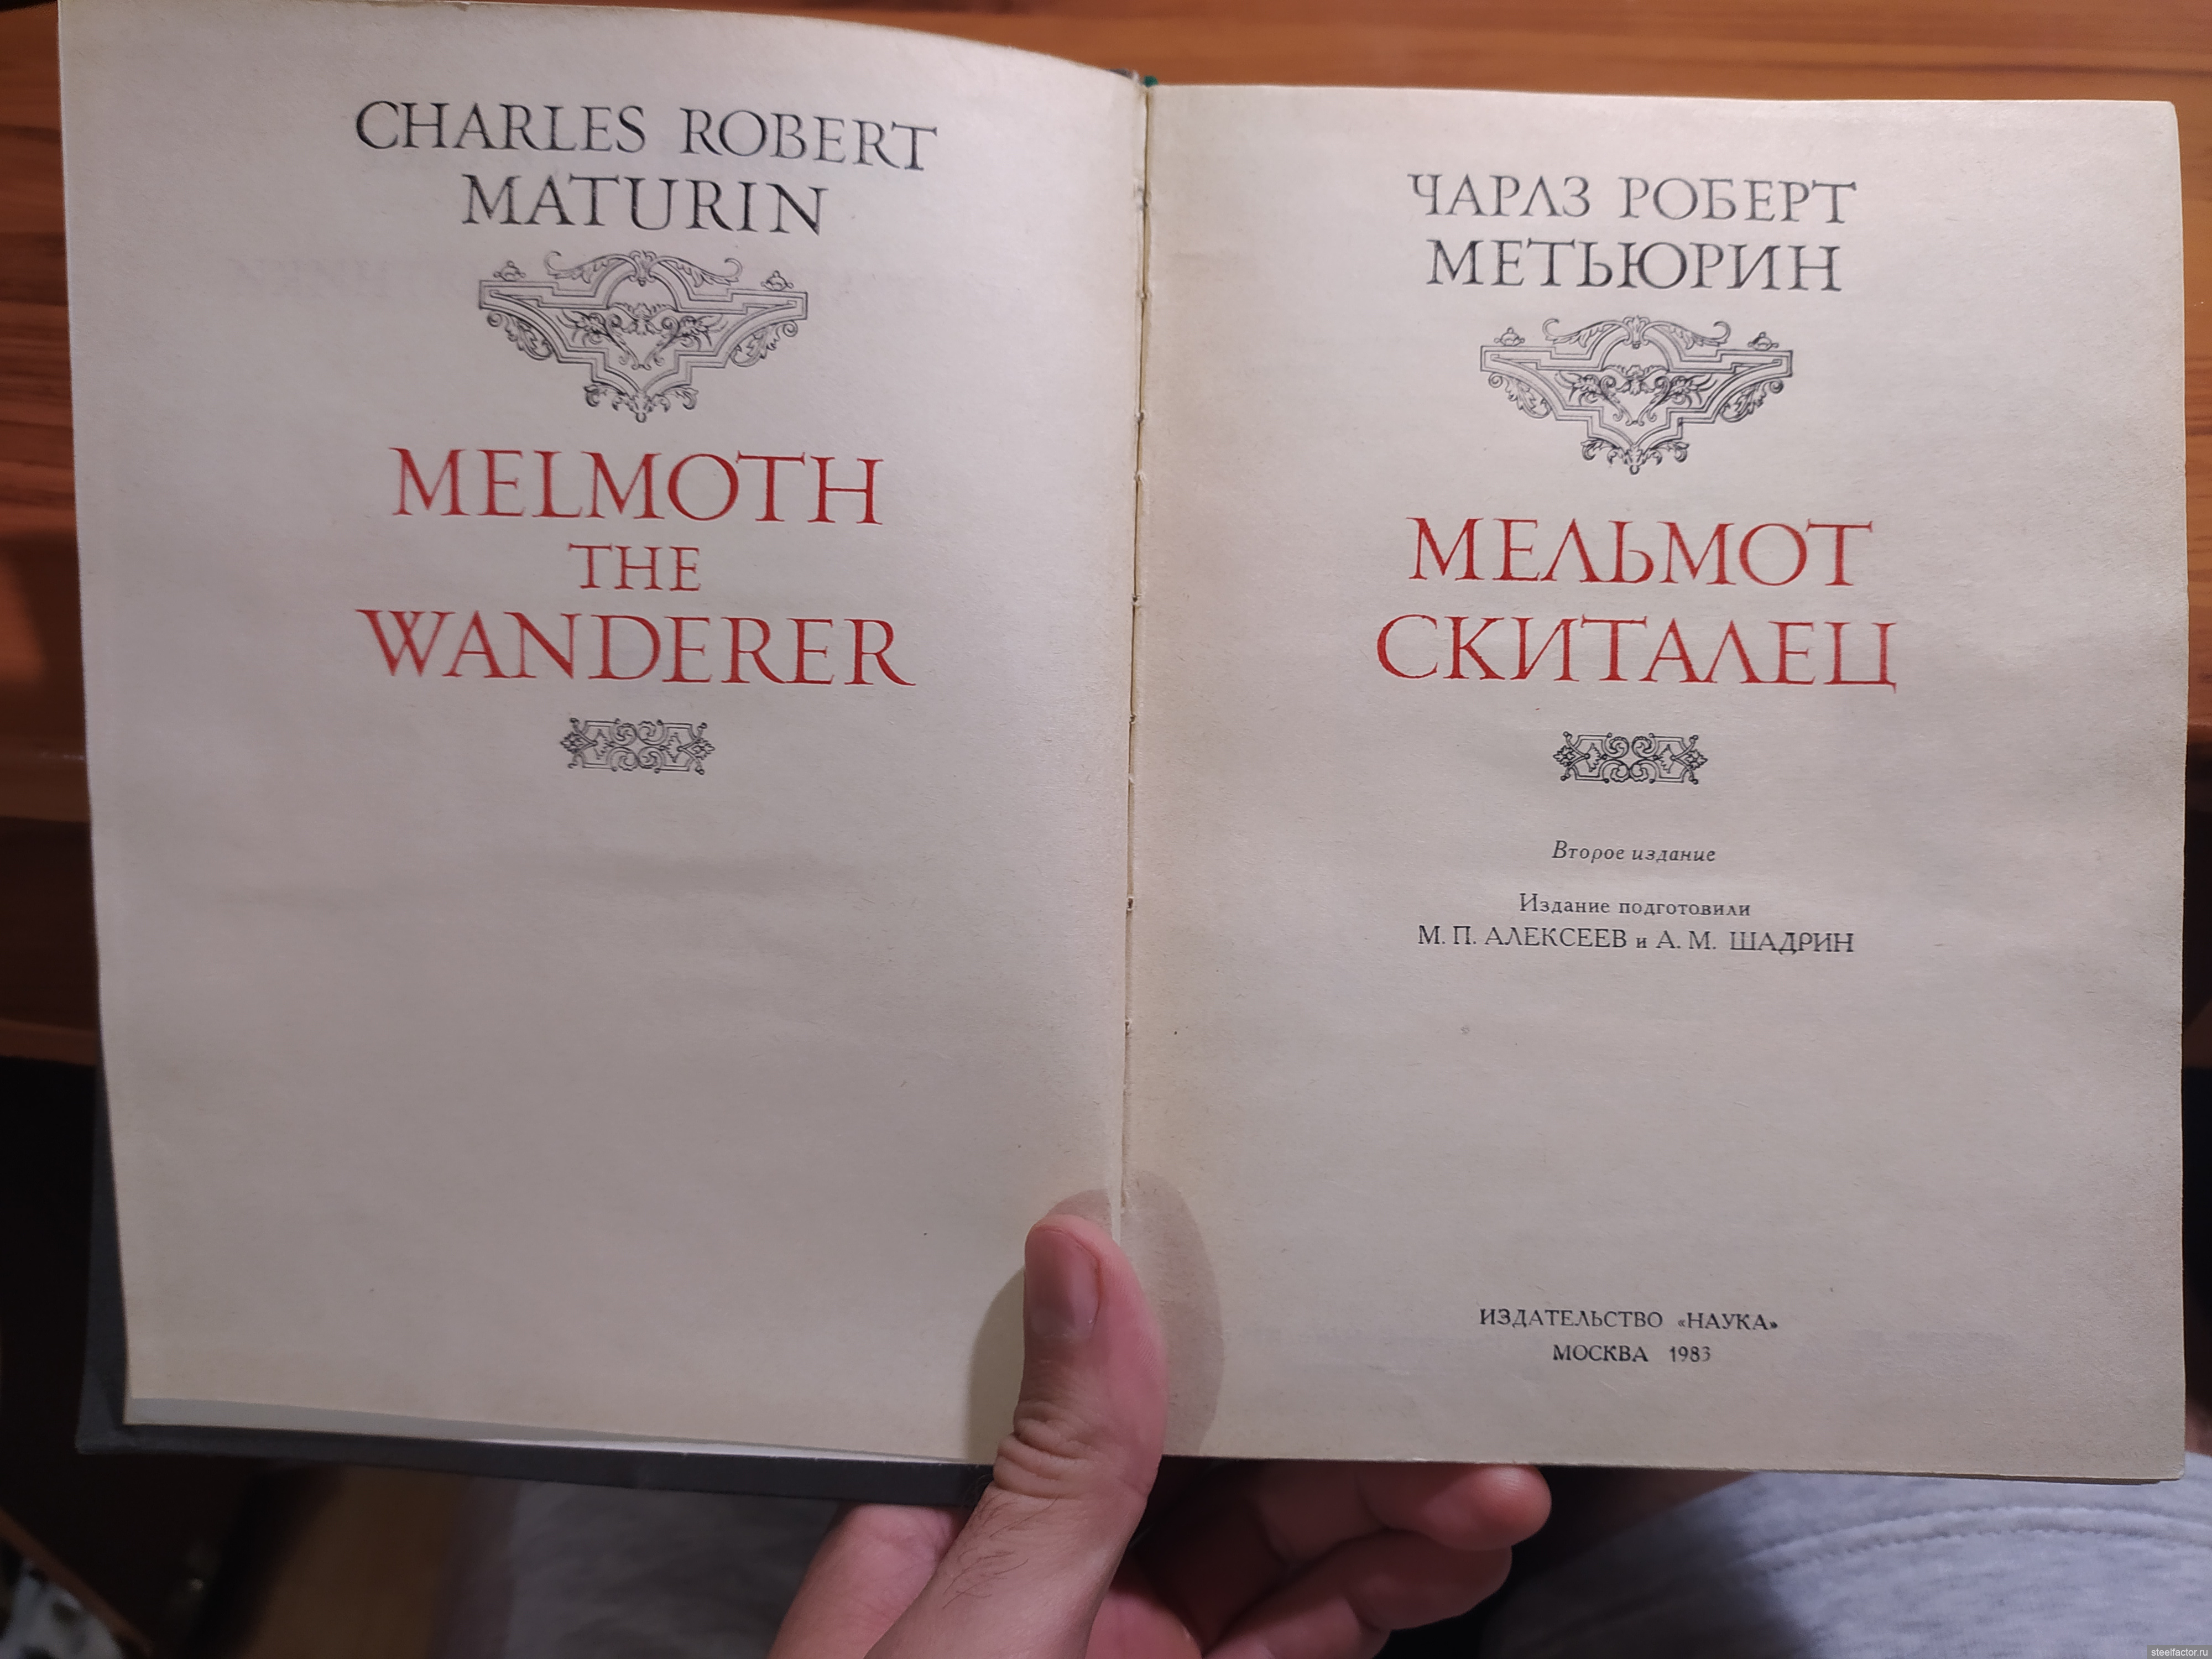 CHARLES ROBERT
MATURIN
MELMOTH
THE
WANDERER
ЧАРЛЗ РОБЕРТ
МЕТЬЮРИН
МЕЛЬМОТ
СКИТАЛЕЦ
Второе издание
Издание подготовили
М. П. АЛЕКСЕЕВ и А. М. ШАДРИН
ИЗДАТЕЛЬСТВО «НАУКА»
МОСКВА 1983
steelfactor.ru